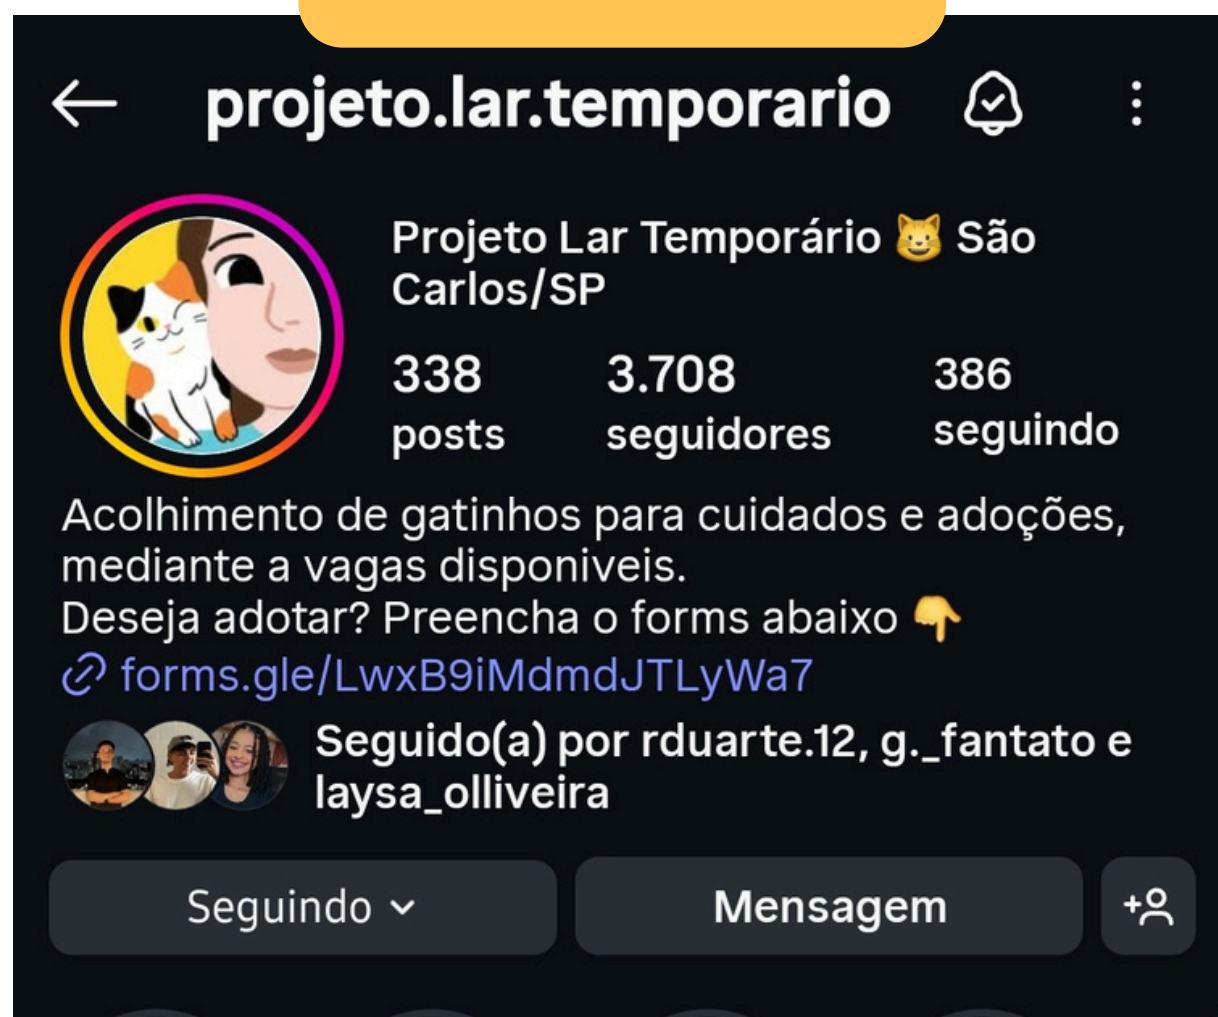 projeto.lar.temporario
Projeto Lar Temporário 😺 São
Carlos/SP
338 3.708 386
posts seguidores seguindo
Acolhimento de gatinhos para cuidados e adoções,
mediante a vagas disponiveis.
Deseja adotar? Preencha o forms abaixo 👇
forms.gle/LwxB9iMdmdJTLyWa7
Seguido(a) por rduarte.12, g._fantato e
laysa_olliveira
Seguindo Mensagem